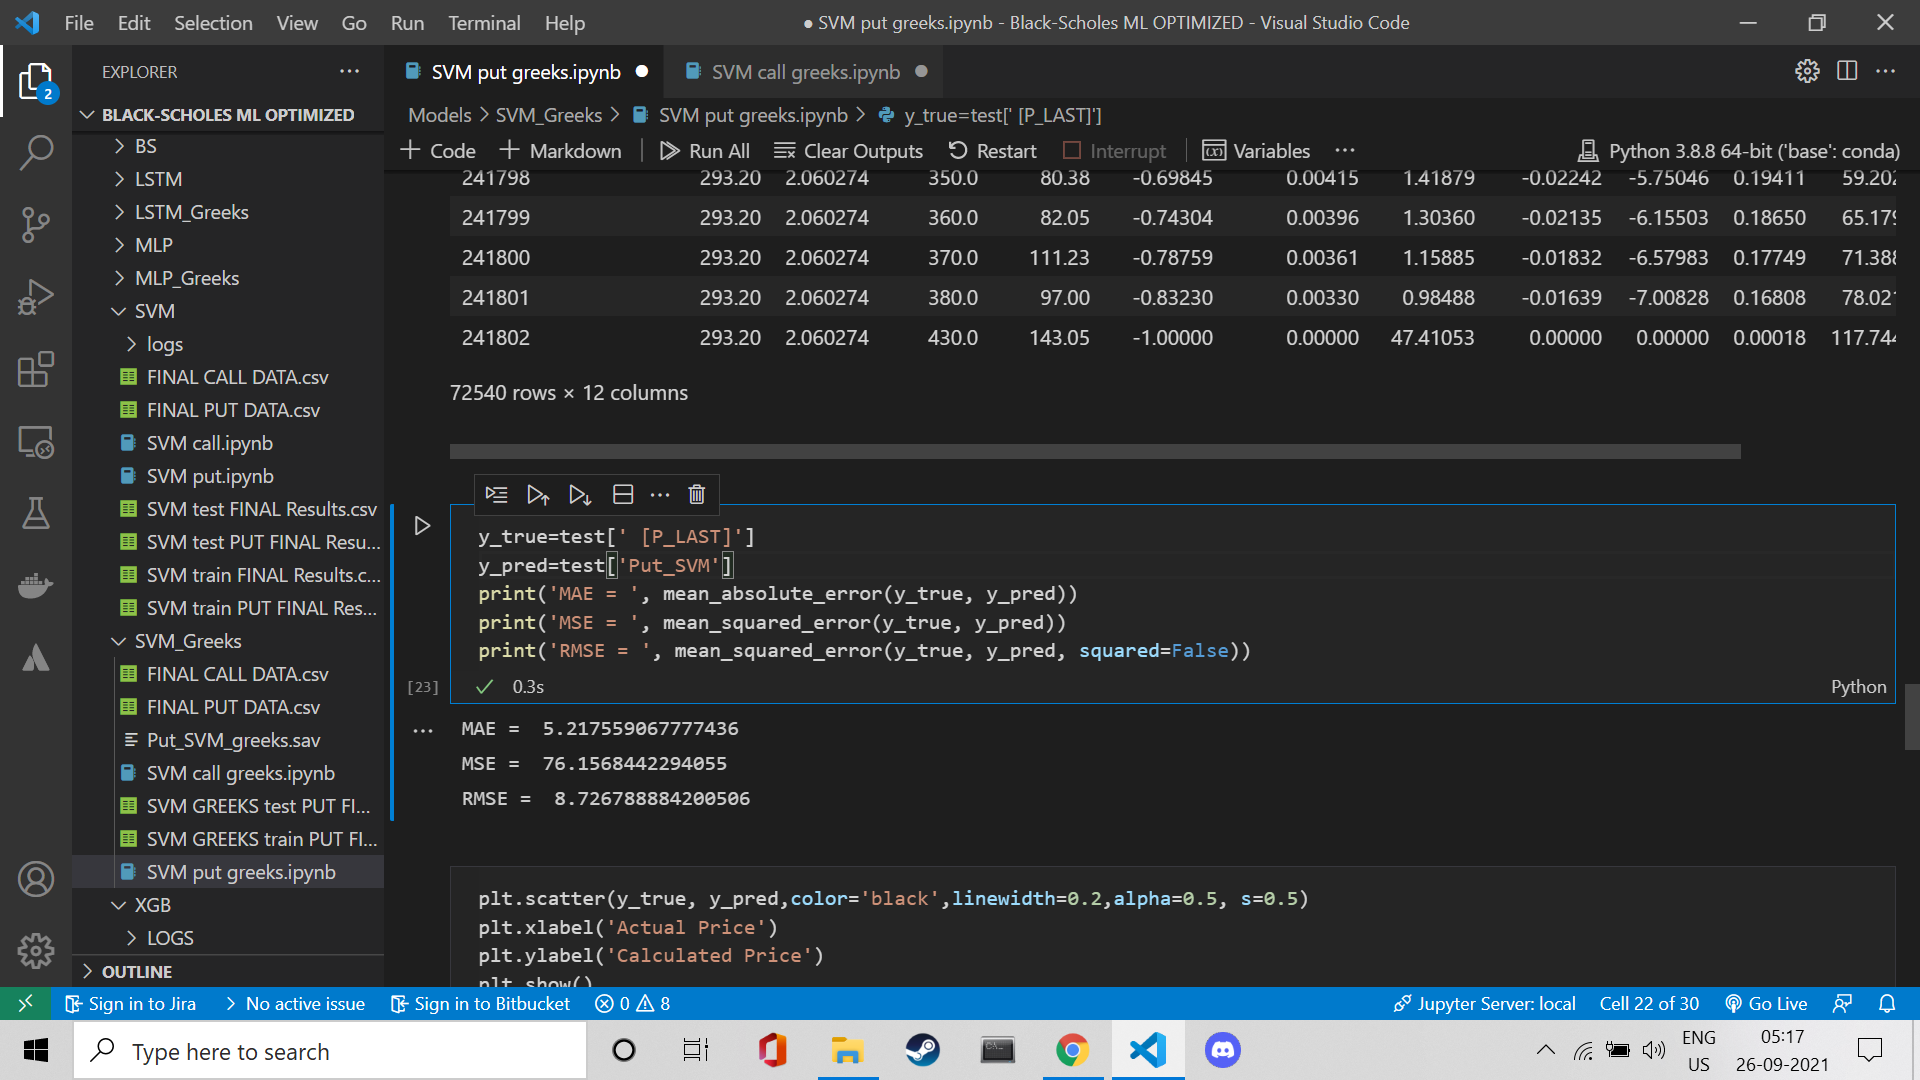 File Edit Selection View Go Run Terminal Help
● SVM put greeks.ipynb - Black-Scholes ML OPTIMIZED - Visual Studio Code
EXPLORER
2
BLACK-SCHOLES ML OPTIMIZED
BS
LSTM
LSTM_Greeks
MLP
MLP_Greeks
SVM
logs
FINAL CALL DATA.csv
FINAL PUT DATA.csv
SVM call.ipynb
SVM put.ipynb
SVM test FINAL Results.csv
SVM test PUT FINAL Resu...
SVM train FINAL Results.c...
SVM train PUT FINAL Res...
SVM_Greeks
FINAL CALL DATA.csv
FINAL PUT DATA.csv
Put_SVM_greeks.sav
SVM call greeks.ipynb
SVM GREEKS test PUT FI...
SVM GREEKS train PUT FI...
SVM put greeks.ipynb
XGB
LOGS
OUTLINE
SVM put greeks.ipynb SVM call greeks.ipynb
Models > SVM_Greeks > SVM put greeks.ipynb > y_true=test[' [P_LAST]']
Code Markdown Run All Clear Outputs Restart Interrupt Variables ... Python 3.8.8 64-bit ('base': conda)
241798 293.20 2.060274 350.0 80.38 -0.69845 0.00415 1.41879 -0.02242 -5.75046 0.19411 59.202
241799 293.20 2.060274 360.0 82.05 -0.74304 0.00396 1.30360 -0.02135 -6.15503 0.18650 65.179
241800 293.20 2.060274 370.0 111.23 -0.78759 0.00361 1.15885 -0.01832 -6.57983 0.17749 71.388
241801 293.20 2.060274 380.0 97.00 -0.83230 0.00330 0.98488 -0.01639 -7.00828 0.16808 78.021
241802 293.20 2.060274 430.0 143.05 -1.00000 0.00000 47.41053 0.00000 0.00000 0.00018 117.744
72540 rows × 12 columns
y_true=test[' [P_LAST]']
y_pred=test['Put_SVM']
print('MAE = ', mean_absolute_error(y_true, y_pred))
print('MSE = ', mean_squared_error(y_true, y_pred))
print('RMSE = ', mean_squared_error(y_true, y_pred, squared=False))
[23] 0.3s Python
MAE =  5.217559067777436
MSE =  76.1568442294055
RMSE =  8.726788884200506
plt.scatter(y_true, y_pred,color='black',linewidth=0.2,alpha=0.5, s=0.5)
plt.xlabel('Actual Price')
plt.ylabel('Calculated Price')
plt.show()
Sign in to Jira No active issue Sign in to Bitbucket 0 8 Jupyter Server: local Cell 22 of 30 Go Live
Type here to search
ENG
US
05:17
26-09-2021